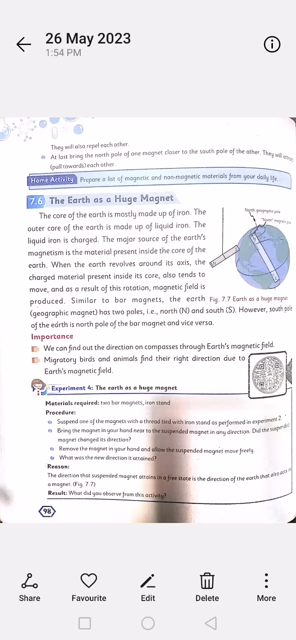 26 May 2023
1:54 PM
They will also repel each other.
At last bring the north pole of one magnet closer to the south pole of the other. They will
(pull towards) each other.
Home Activity Prepare a list of magnetic and non-magnetic materials from your daily life.
7.6 The Earth as a Huge Magnet
The core of the earth is mostly made up of iron. The
outer core of the earth is made up of liquid iron. The
liquid iron is charged. The major source of the earth's
magnetism is the material present inside the core of the
earth. When the earth revolves around its axis, the
charged material present inside its core, also tends to
move, and as a result of this rotation, magnetic field is
produced. Similar to bar magnets, the earth
Fig 7.7 Earth as a huge magnet
(geographic magnet) has two poles, i.e., north (N) and south (S). However, south pole
of the earth is north pole of the bar magnet and vice versa.
Importance
We can find out the direction on compasses through Earth's magnetic field.
Migratory birds and animals find their right direction due to
Earth's magnetic field.
Experiment 4: The earth as a huge magnet
Materials required: two bar magnets, iron stand
Procedure:
Suspend one of the magnets with a thread tied with iron stand as performed in experiment 2.
Bring the magnet in your hand near to the suspended magnet in any direction. Did the suspended
magnet changed its direction?
Remove the magnet in your hand and allow the suspended magnet move freely.
What was the new direction it attained?
Reason:
The direction that suspended magnet attains in a free state is the direction of the earth that also acts as
a magnet. (Fig 7.7)
Result: What did you observe from this activity?
98
Share
Favourite
Edit
Delete
More